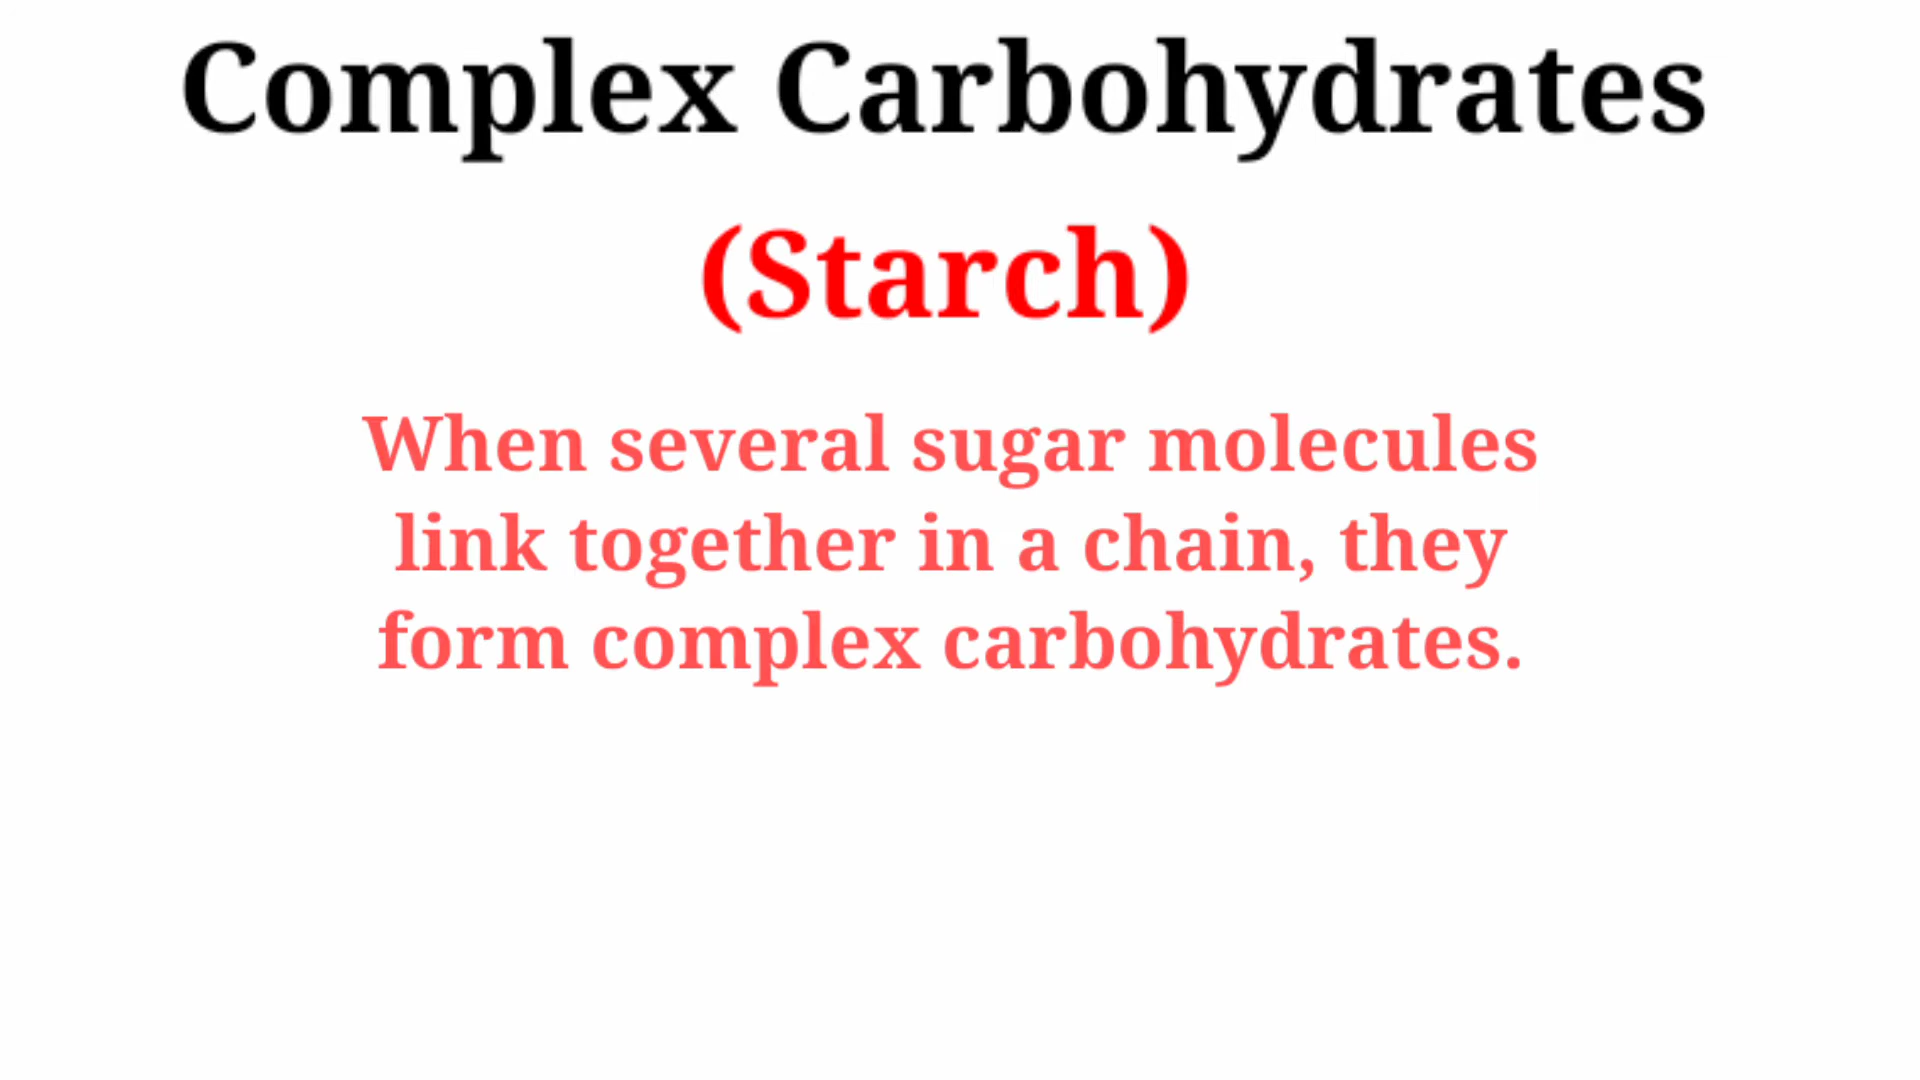 Complex Carbohydrates
(Starch)
When several sugar molecules
link together in a chain, they
form complex carbohydrates.